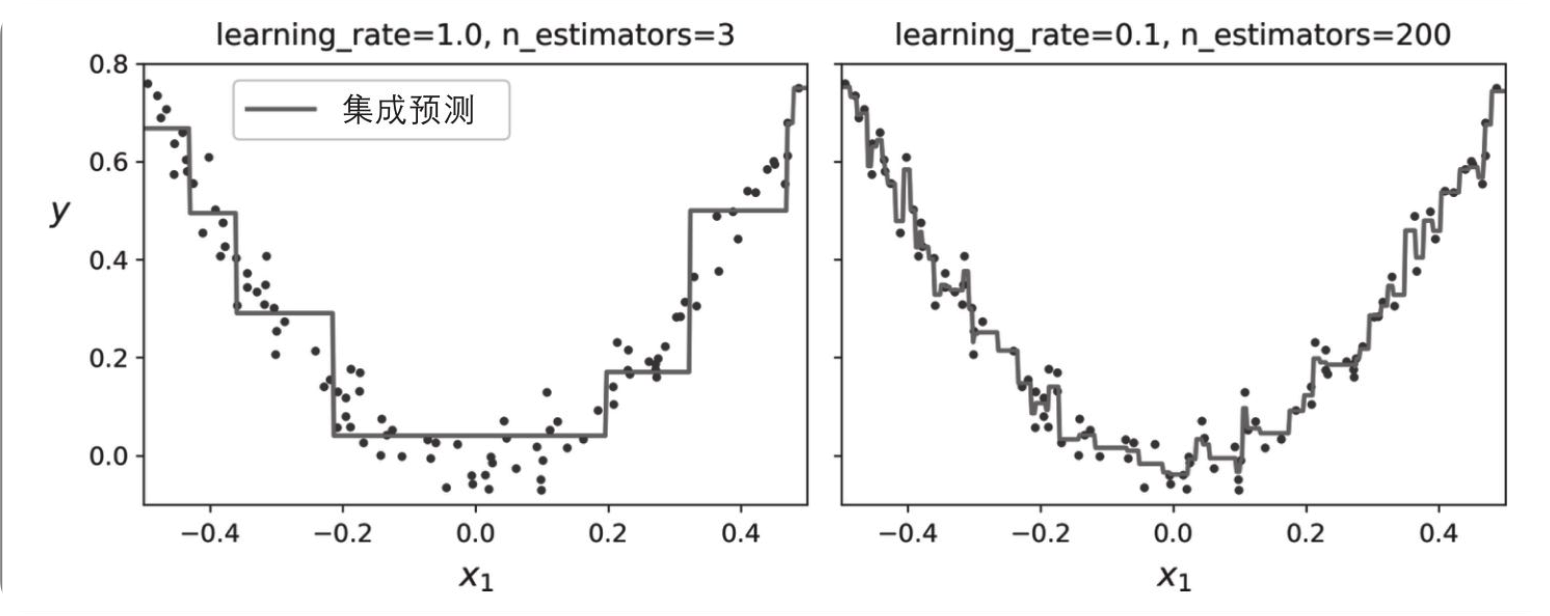 learning_rate=1.0, n_estimators=3
0.8
0.6
0.4
0.2
0.0
y
集成预测
−0.4 −0.2 0.0 0.2 0.4
x₁
learning_rate=0.1, n_estimators=200
−0.4 −0.2 0.0 0.2 0.4
x₁